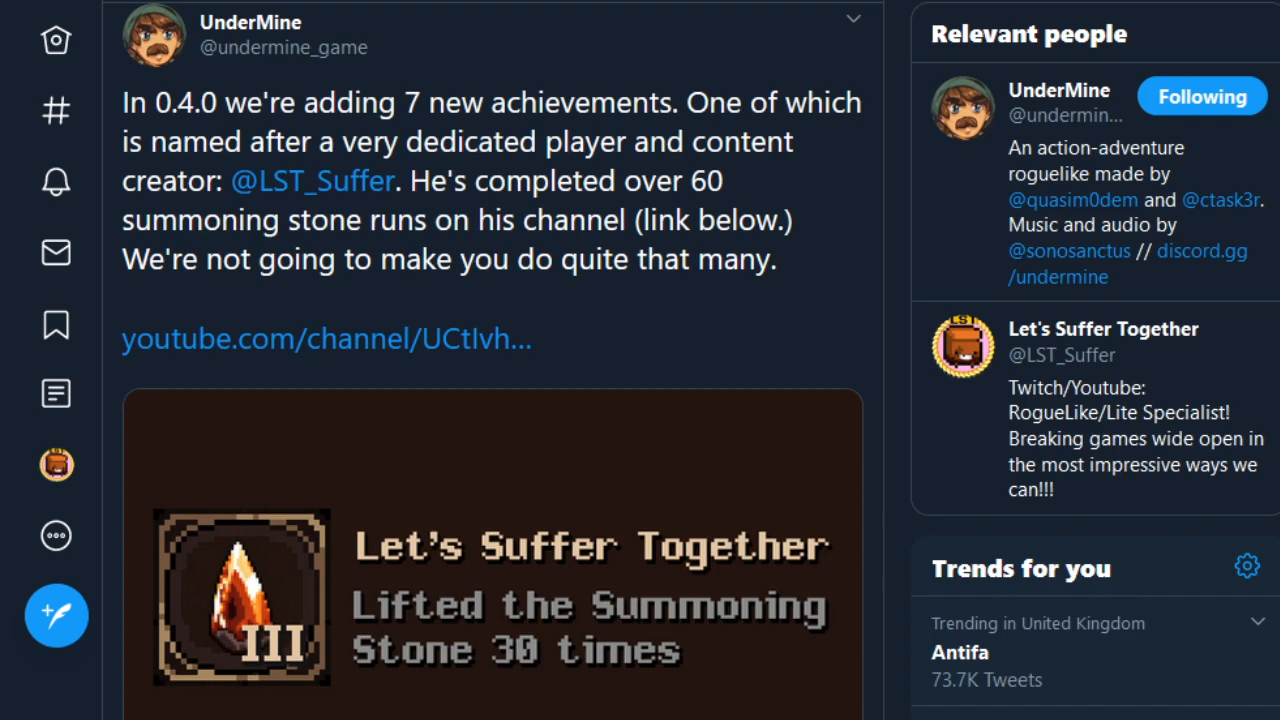 UnderMine
@undermine_game
In 0.4.0 we're adding 7 new achievements. One of which
is named after a very dedicated player and content
creator: @LST_Suffer. He's completed over 60
summoning stone runs on his channel (link below.)
We're not going to make you do quite that many.
youtube.com/channel/UCtIvh...
III
Let's Suffer Together
Lifted the Summoning
Stone 30 times
Relevant people
UnderMine
@undermin...
Following
An action-adventure
roguelike made by
@quasim0dem and @ctask3r.
Music and audio by
@sonosanctus // discord.gg
/undermine
LST
Let's Suffer Together
@LST_Suffer
Twitch/Youtube:
RogueLike/Lite Specialist!
Breaking games wide open in
the most impressive ways we
can!!!
Trends for you
Trending in United Kingdom
Antifa
73.7K Tweets